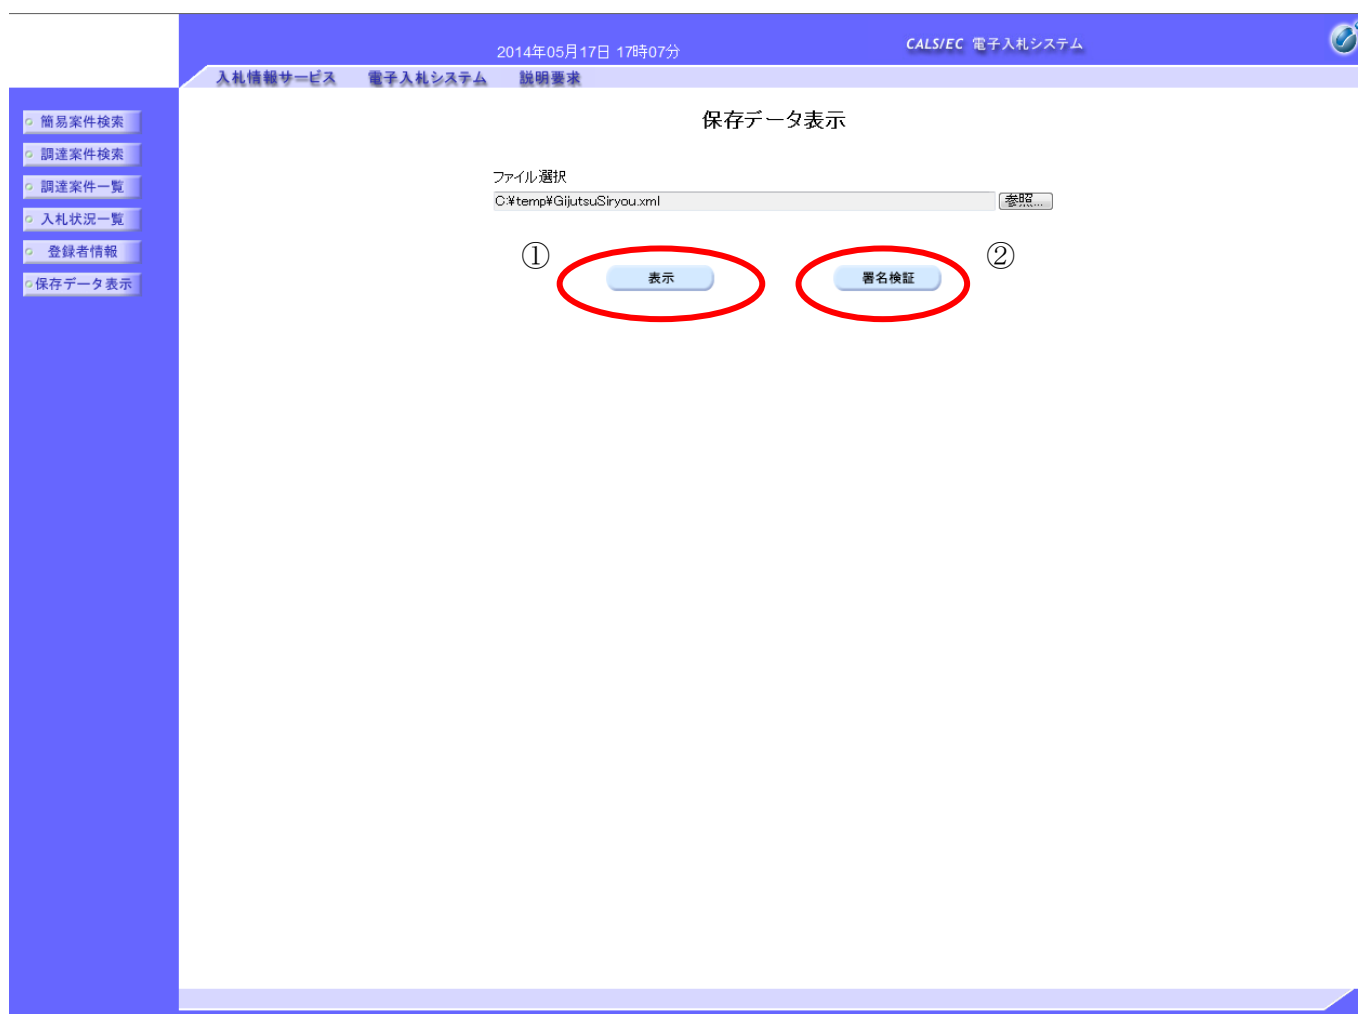 2014年05月17日 17時07分
CALS/EC 電子入札システム
入札情報サービス 電子入札システム 説明要求
簡易案件検索
調達案件検索
調達案件一覧
入札状況一覧
登録者情報
保存データ表示
保存データ表示
ファイル選択
C:¥temp¥GijutsuSiryou.xml 参照...
① ②
表示 署名検証